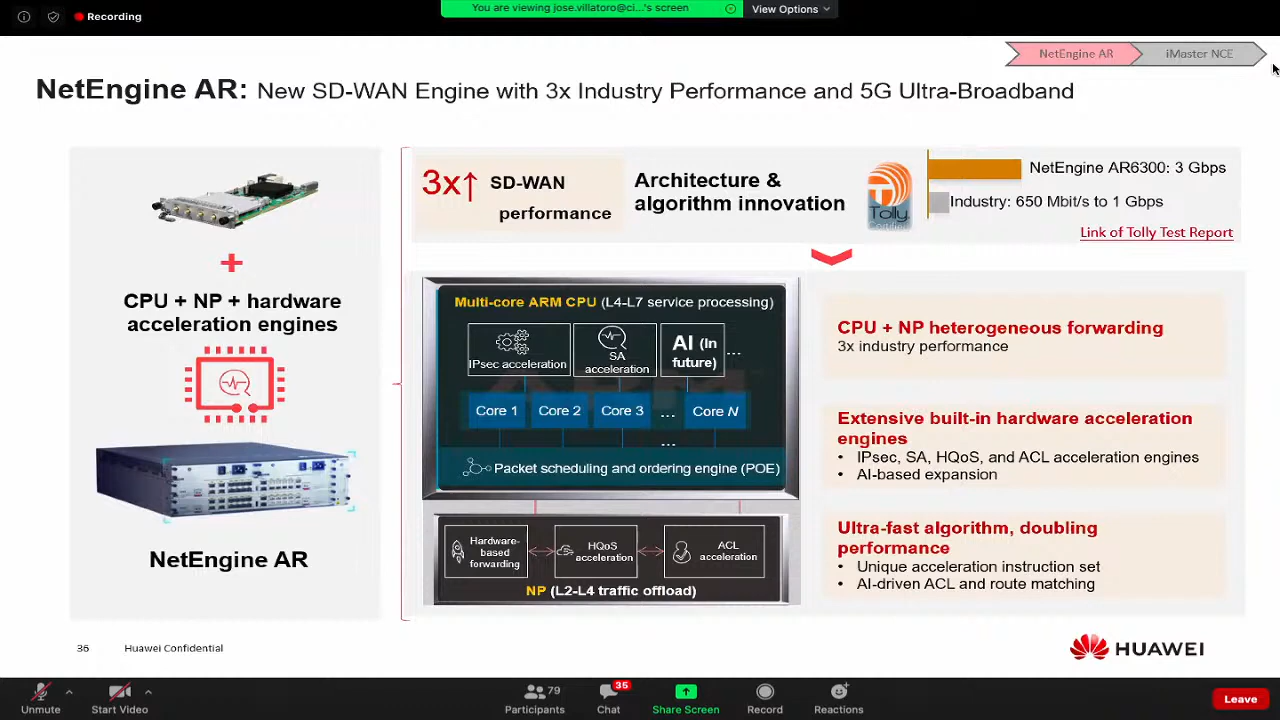 Recording
You are viewing jose.villatoro@ci...'s screen
View Options
NetEngine AR
iMaster NCE
NetEngine AR: New SD-WAN Engine with 3x Industry Performance and 5G Ultra-Broadband
+
CPU + NP + hardware
acceleration engines
NetEngine AR
3x↑ SD-WAN
performance
Architecture &
algorithm innovation
Tolly
NetEngine AR6300: 3 Gbps
Industry: 650 Mbit/s to 1 Gbps
Link of Tolly Test Report
Multi-core ARM CPU (L4-L7 service processing)
IPsec acceleration
SA
acceleration
AI (In
future)
...
Core 1
Core 2
Core 3
...
Core N
...
Packet scheduling and ordering engine (POE)
Hardware-
based
forwarding
HQoS
acceleration
ACL
acceleration
NP (L2-L4 traffic offload)
CPU + NP heterogeneous forwarding
3x industry performance
Extensive built-in hardware acceleration
engines
• IPsec, SA, HQoS, and ACL acceleration engines
• AI-based expansion
Ultra-fast algorithm, doubling
performance
• Unique acceleration instruction set
• AI-driven ACL and route matching
36 Huawei Confidential
HUAWEI
Unmute
Start Video
79
Participants
35
Chat
Share Screen
Record
Reactions
Leave